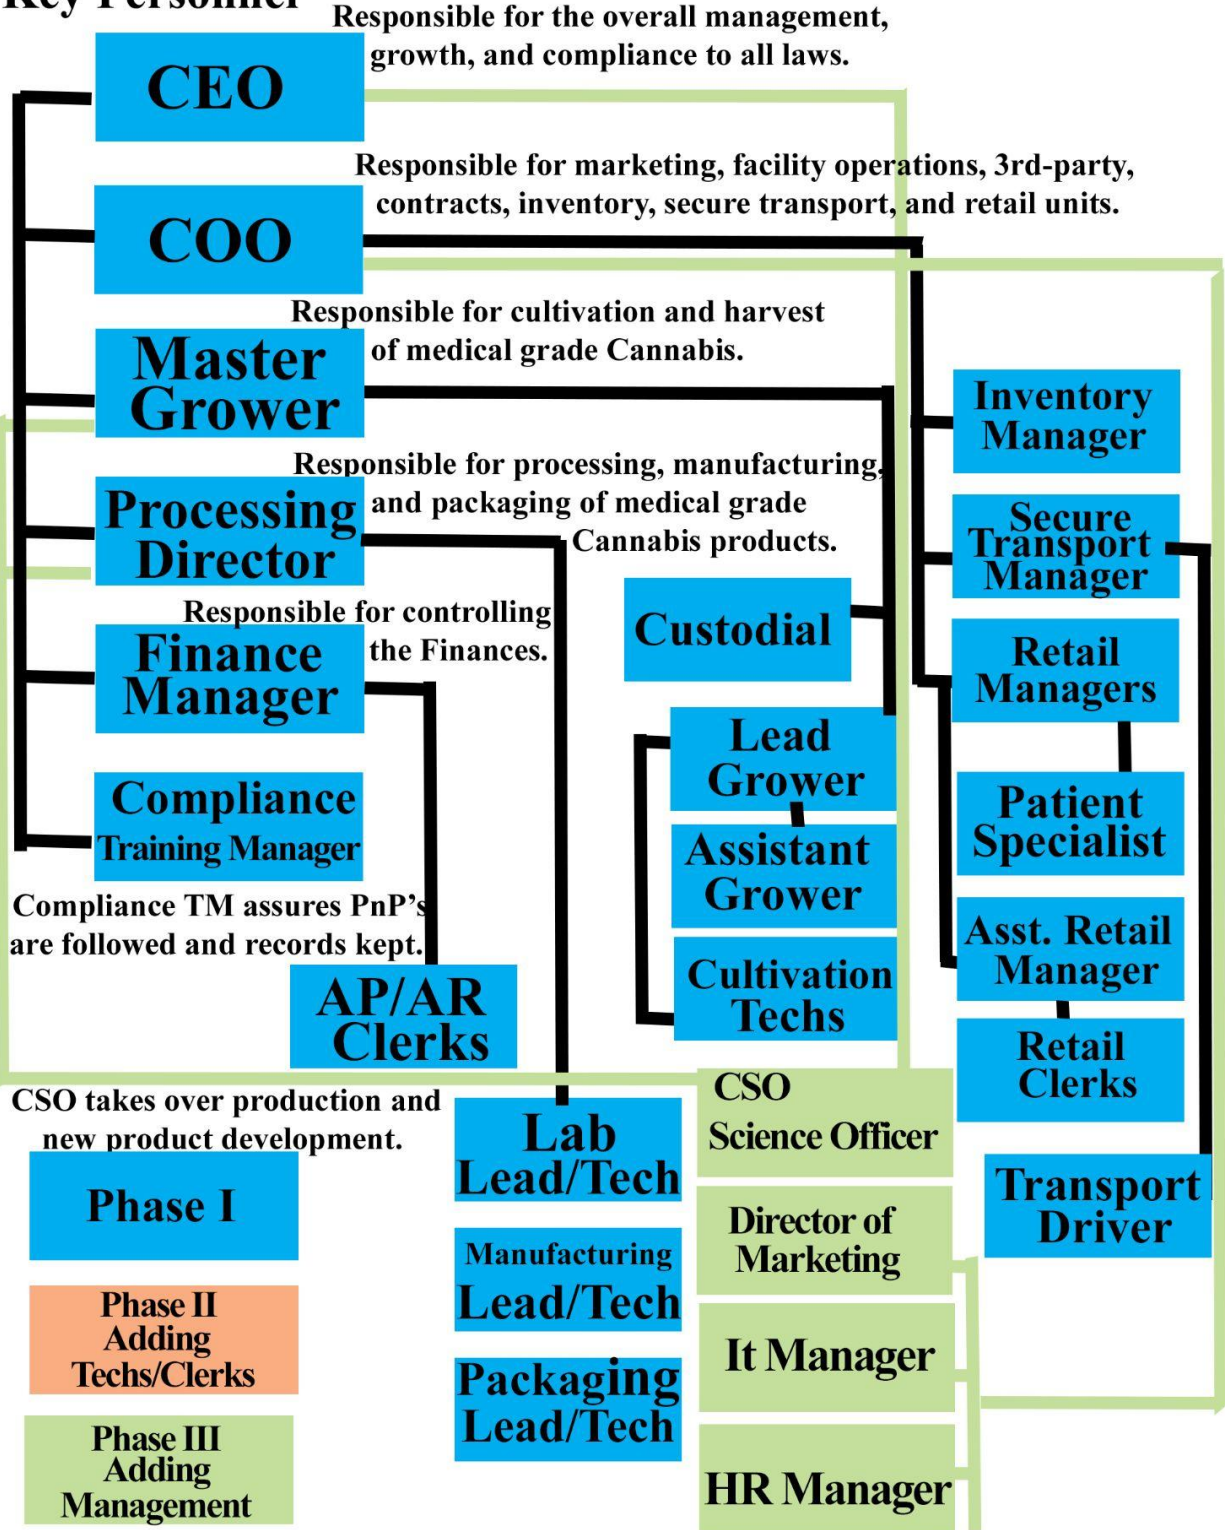 Key Personnel
Responsible for the overall management,
growth, and compliance to all laws.
CEO
Responsible for marketing, facility operations, 3rd-party,
contracts, inventory, secure transport, and retail units.
COO
Responsible for cultivation and harvest
of medical grade Cannabis.
Master
Grower
Inventory
Manager
Responsible for processing, manufacturing,
and packaging of medical grade
Cannabis products.
Processing
Director
Secure
Transport
Manager
Responsible for controlling
the Finances.
Custodial
Finance
Manager
Retail
Managers
Lead
Grower
Compliance
Training Manager
Patient
Specialist
Assistant
Grower
Compliance TM assures PnP’s
are followed and records kept.
Asst. Retail
Manager
Cultivation
Techs
AP/AR
Clerks
Retail
Clerks
CSO takes over production and
new product development.
CSO
Science Officer
Lab
Lead/Tech
Phase I
Transport
Driver
Director of
Marketing
Manufacturing
Lead/Tech
Phase II
Adding
Techs/Clerks
It Manager
Packaging
Lead/Tech
Phase III
Adding
Management
HR Manager